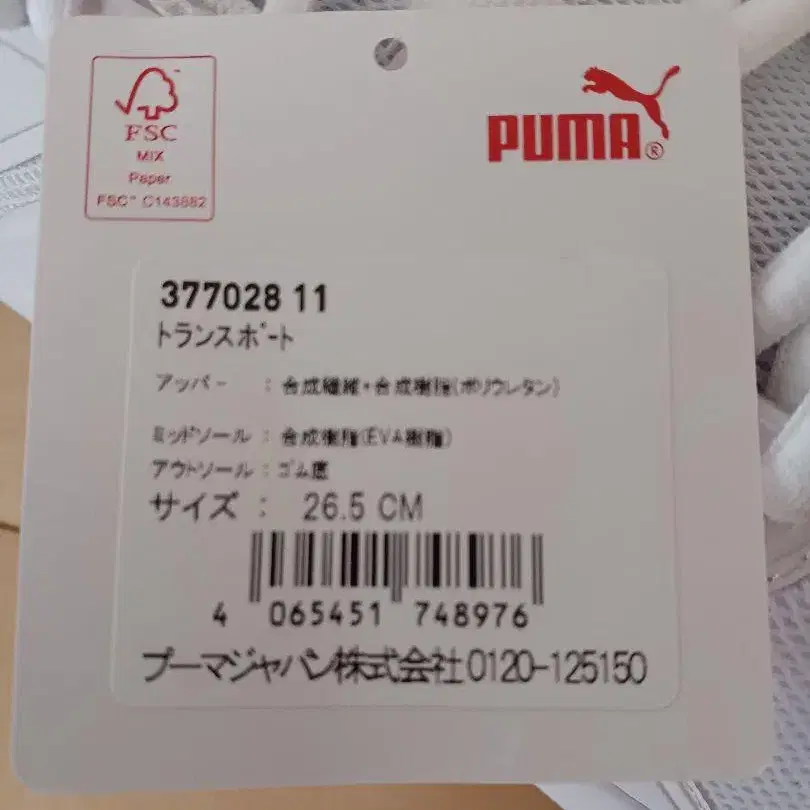 FSC
MIX
Paper
FSC™ C143882
PUMA®
377028 11
トランスポート
アッパー : 合成繊維・合成樹脂(ポリウレタン)
ミッドソール : 合成樹脂(EVA樹脂)
アウトソール : ゴム底
サイズ : 26.5 CM
4 065451 748976
プーマジャパン株式会社0120-125150